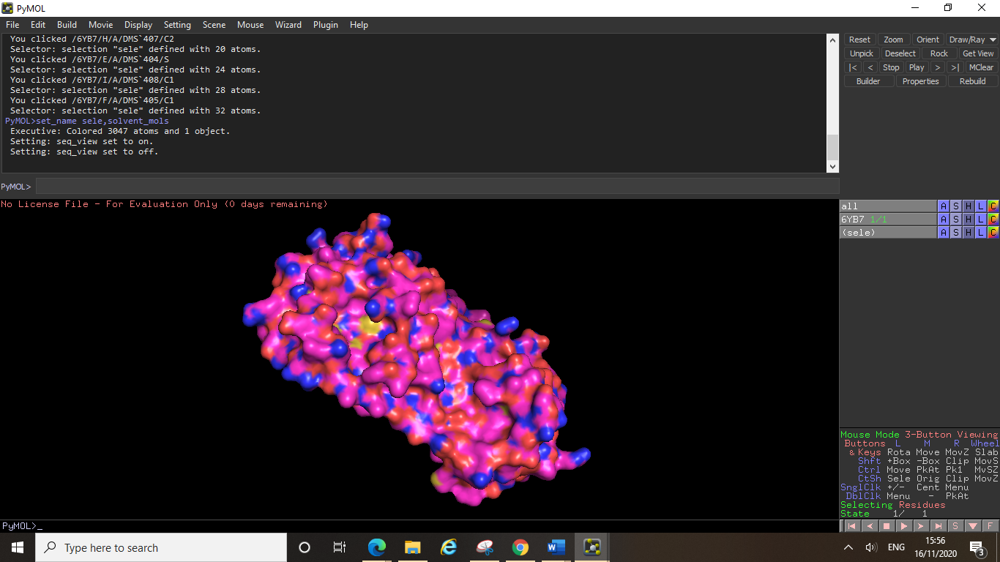 PyMOL
File Edit Build Movie Display Setting Scene Mouse Wizard Plugin Help
You clicked /6YB7/H/A/DMS`407/C2
Selector: selection "sele" defined with 20 atoms.
You clicked /6YB7/E/A/DMS`404/S
Selector: selection "sele" defined with 24 atoms.
You clicked /6YB7/I/A/DMS`408/C1
Selector: selection "sele" defined with 28 atoms.
You clicked /6YB7/F/A/DMS`405/C1
Selector: selection "sele" defined with 32 atoms.
PyMOL>set_name sele,solvent_mols
Executive: Colored 3047 atoms and 1 object.
Setting: seq_view set to on.
Setting: seq_view set to off.
PyMOL>
Reset Zoom Orient Draw/Ray
Unpick Deselect Rock Get View
|< < Stop Play > >| MClear
Builder Properties Rebuild
No License File - For Evaluation Only (0 days remaining)
all A S H L C
6YB7 1/1 A S H L C
(sele) A S H L C
Mouse Mode 3-Button Viewing
Buttons L M R Wheel
& Keys Rota Move MovZ Slab
Shft +Box -Box Clip MovS
Ctrl Move PkAt Pk1 MvSZ
CtSh Sele Orig Clip MovZ
SnglClk +/- Cent Menu
DblClk Menu - PkAt
Selecting Residues
State 1/ 1
PyMOL>_
S F
Type here to search
ENG
15:56
16/11/2020
3